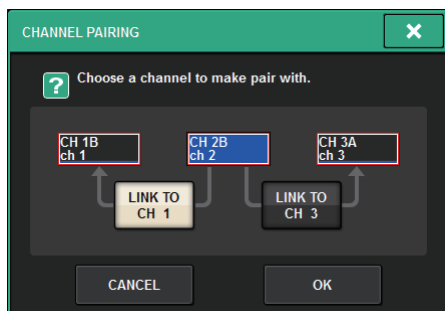 CHANNEL PAIRING
×
? Choose a channel to make pair with.
CH 1B
ch 1
CH 2B
ch 2
CH 3A
ch 3
LINK TO
CH 1
LINK TO
CH 3
CANCEL
OK